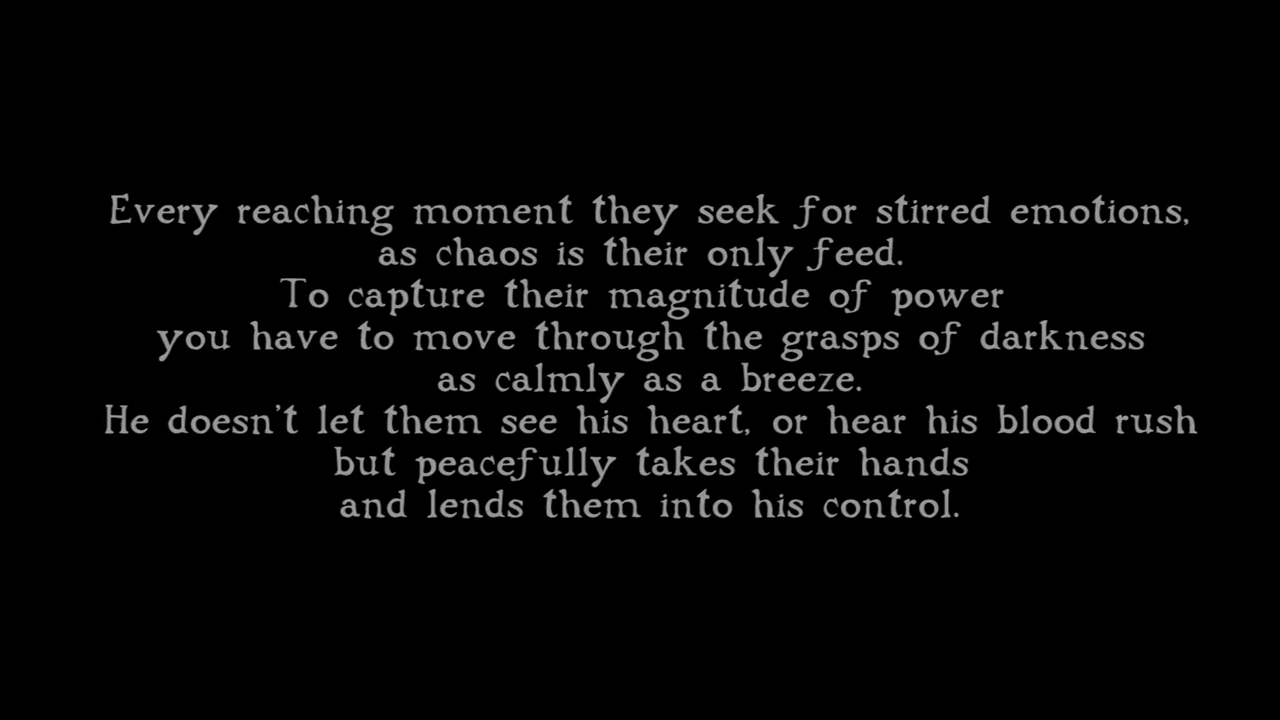 Every reaching moment they seek for stirred emotions,
as chaos is their only feed.
To capture their magnitude of power
you have to move through the grasps of darkness
as calmly as a breeze.
He doesn't let them see his heart, or hear his blood rush
but peacefully takes their hands
and lends them into his control.